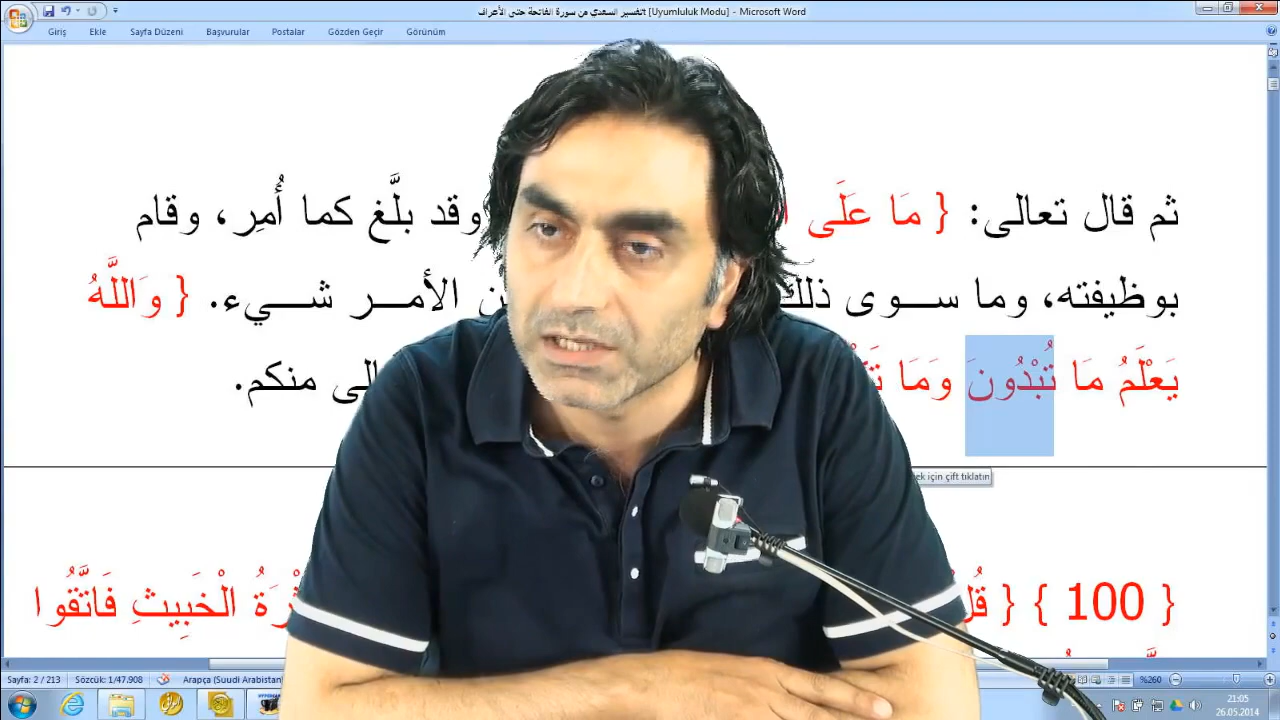 تفسير السعدي من سورة الفاتحة حتى الأعراف [Uyumluluk Modu] - Microsoft Word
Giriş Ekle Sayfa Düzeni Başvurular Postalar Gözden Geçir Görünüm
ثم قال تعالى: { مَا عَلَى وقد بلَّغ كما أُمِر، وقام
بوظيفته، وما سوى ذلك الأمر شيء. { وَاللَّهُ
يَعْلَمُ مَا تُبْدُونَ وَمَا منكم.
için çift tıklatın
{ 100 } { الْخَبِيثِ فَاتَّقُوا
Sayfa: 2 / 213 Sözcük: 1/47.908 Arapça (Suudi Arabistan %260
21:05
26.05.2014